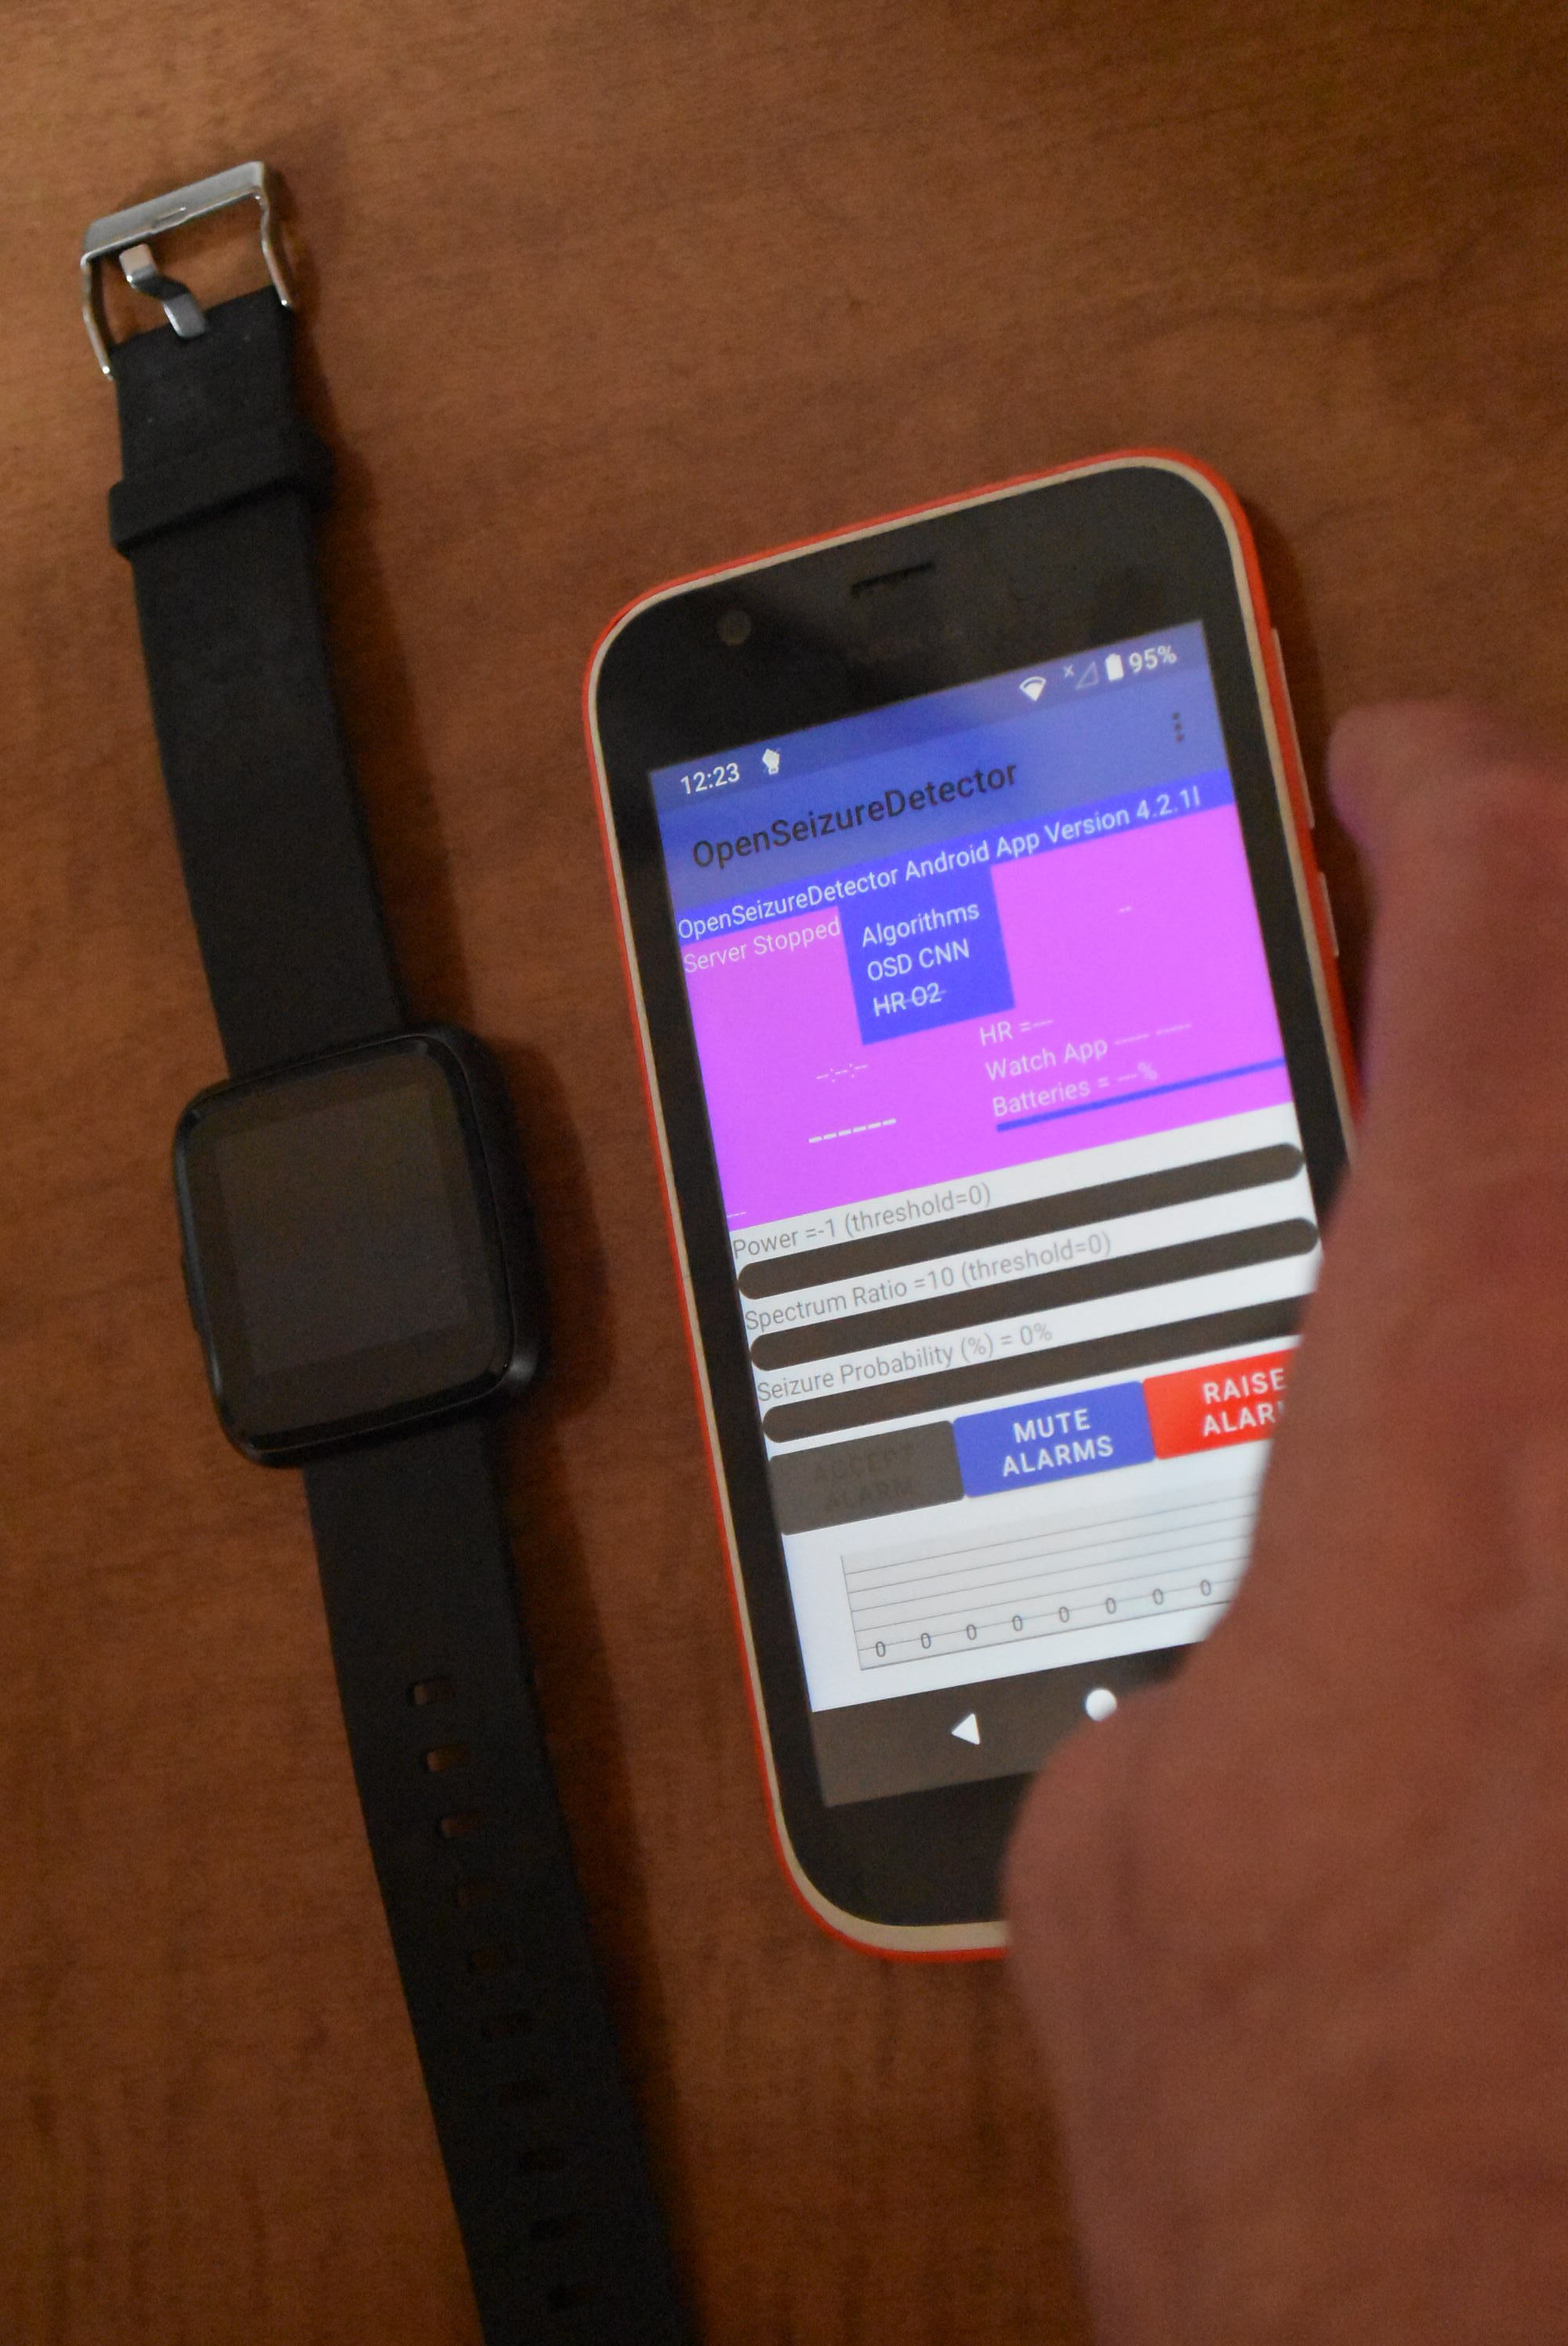 12:23
95%
OpenSeizureDetector
OpenSeizureDetector Android App Version 4.2.1l
Server Stopped
Algorithms
OSD CNN
HR O2
--
--:--:--
------
HR =---
Watch App ----- -----
Batteries = ---%
---
Power =-1 (threshold=0)
Spectrum Ratio =10 (threshold=0)
Seizure Probability (%) = 0%
ACCEPT
ALARM
MUTE
ALARMS
RAISE
ALAR
0 0 0 0 0 0 0 0